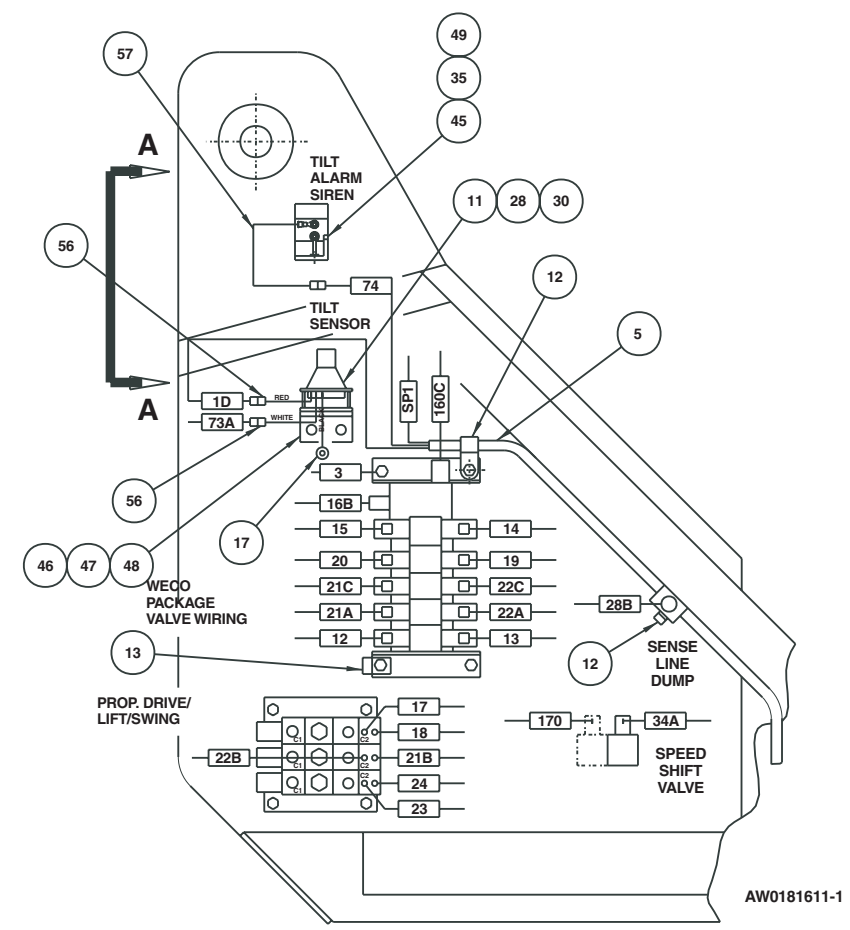 49
57
35
45
A
TILT
ALARM
SIREN
11 28 30
56
12
74
TILT
SENSOR
5
1D
RED
SP1
160C
A
73A
WHITE
3
56
17
16B
15
14
46 47 48
20
19
WECO
PACKAGE
VALVE WIRING
21C
22C
21A
22A
28B
12
13
13
12
SENSE
LINE
DUMP
PROP. DRIVE/
LIFT/SWING
17
170
34A
18
C1
C2
22B
21B
SPEED
SHIFT
VALVE
C1
C2
24
C1
23
AW0181611-1